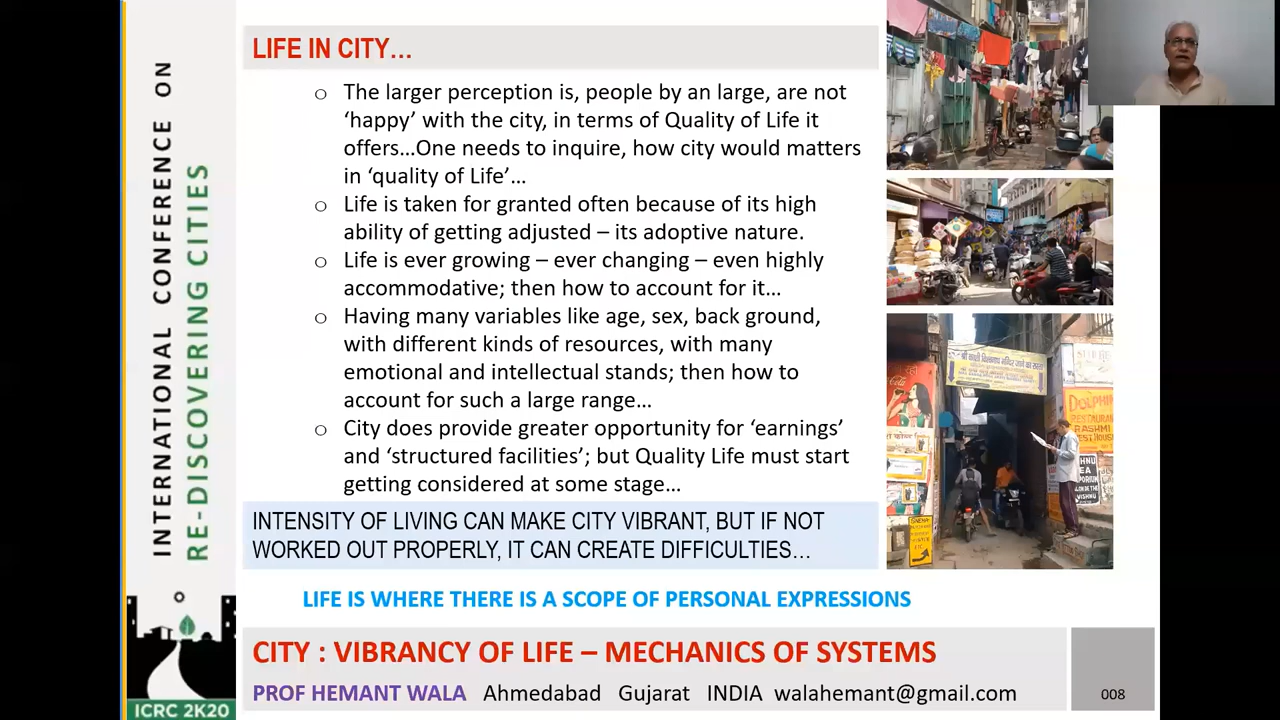 INTERNATIONAL CONFERENCE ON
RE-DISCOVERING CITIES
ICRC 2K20
LIFE IN CITY…
o The larger perception is, people by an large, are not
‘happy’ with the city, in terms of Quality of Life it
offers…One needs to inquire, how city would matters
in ‘quality of Life’…
o Life is taken for granted often because of its high
ability of getting adjusted – its adoptive nature.
o Life is ever growing – ever changing – even highly
accommodative; then how to account for it…
o Having many variables like age, sex, back ground,
with different kinds of resources, with many
emotional and intellectual stands; then how to
account for such a large range…
o City does provide greater opportunity for ‘earnings’
and ‘structured facilities’; but Quality Life must start
getting considered at some stage…
INTENSITY OF LIVING CAN MAKE CITY VIBRANT, BUT IF NOT
WORKED OUT PROPERLY, IT CAN CREATE DIFFICULTIES…
LIFE IS WHERE THERE IS A SCOPE OF PERSONAL EXPRESSIONS
CITY : VIBRANCY OF LIFE – MECHANICS OF SYSTEMS
PROF HEMANT WALA Ahmedabad Gujarat INDIA walahemant@gmail.com
008
DOLPHIN
RASHMI